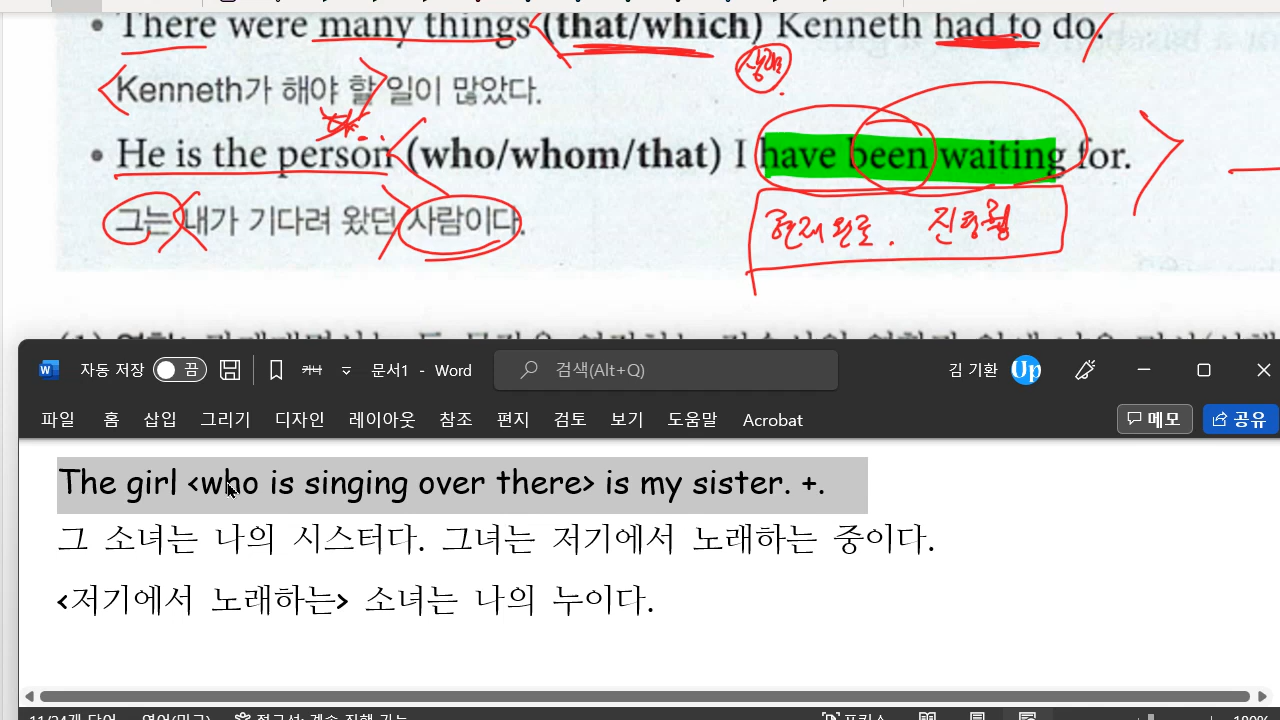 • There were many things (that/which) Kenneth had to do.
생략
Kenneth가 해야 할 일이 많았다.
• He is the person (who/whom/that) I have been waiting for.
그는 내가 기다려 왔던 사람이다.
현재완료. 진행형
자동 저장 끔 문서1 - Word 검색(Alt+Q) 김 기환 Up
파일 홈 삽입 그리기 디자인 레이아웃 참조 편지 검토 보기 도움말 Acrobat 메모 공유
The girl <who is singing over there> is my sister. +.
그 소녀는 나의 시스터다. 그녀는 저기에서 노래하는 중이다.
<저기에서 노래하는> 소녀는 나의 누이다.